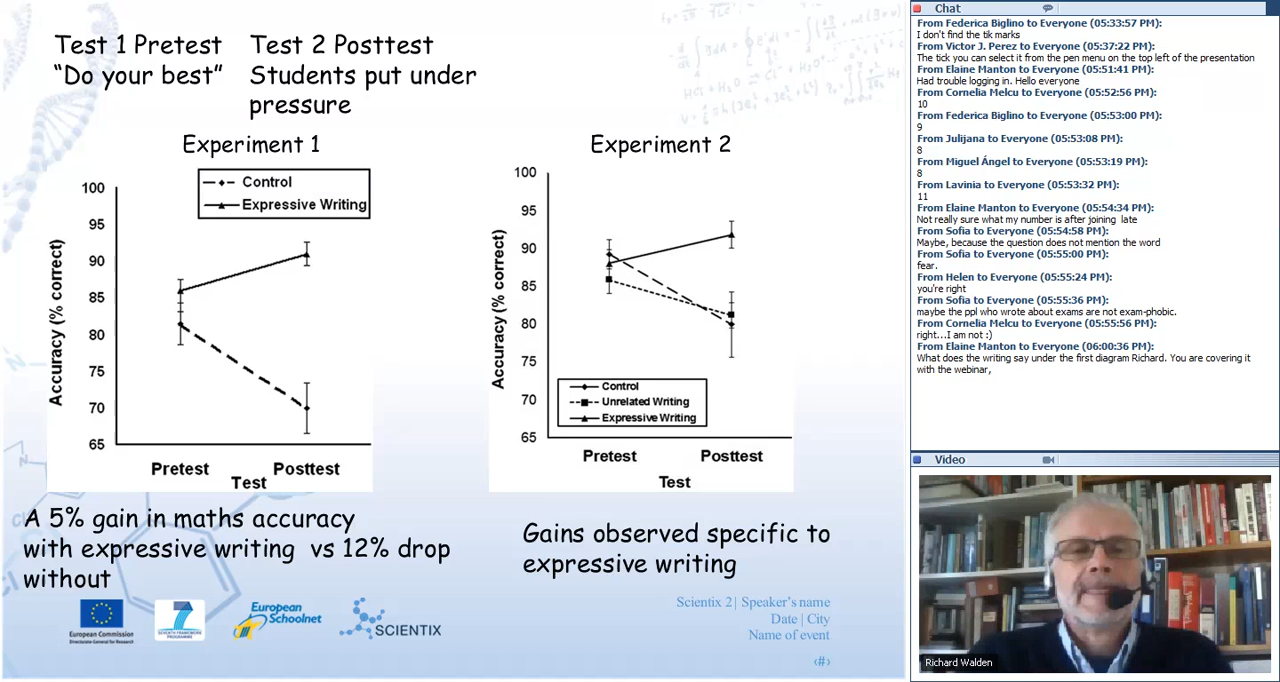 Test 1 Pretest
“Do your best”
Test 2 Posttest
Students put under
pressure
Experiment 1
Control
Expressive Writing
100
95
90
85
80
75
70
65
Accuracy (% correct)
Pretest
Posttest
Test
A 5% gain in maths accuracy
with expressive writing vs 12% drop
without
Experiment 2
100
95
90
85
80
75
70
65
Accuracy (% correct)
Control
Unrelated Writing
Expressive Writing
Pretest
Posttest
Test
Gains observed specific to
expressive writing
European Commission
Directorate-General for Research
7
SEVENTH FRAMEWORK
PROGRAMME
European
Schoolnet
SCIENTIX
Scientix 2| Speaker’s name
Date | City
Name of event
‹#›
Chat
From Federica Biglino to Everyone (05:33:57 PM):
I don't find the tik marks
From Victor J. Perez to Everyone (05:37:22 PM):
The tick you can select it from the pen menu on the top left of the presentation
From Elaine Manton to Everyone (05:51:41 PM):
Had trouble logging in. Hello everyone
From Cornelia Melcu to Everyone (05:52:56 PM):
10
From Federica Biglino to Everyone (05:53:00 PM):
9
From Julijana to Everyone (05:53:08 PM):
8
From Miguel Ángel to Everyone (05:53:19 PM):
8
From Lavinia to Everyone (05:53:32 PM):
11
From Elaine Manton to Everyone (05:54:34 PM):
Not really sure what my number is after joining late
From Sofia to Everyone (05:54:58 PM):
Maybe, because the question does not mention the word
From Sofia to Everyone (05:55:00 PM):
fear.
From Helen to Everyone (05:55:24 PM):
you're right
From Sofia to Everyone (05:55:36 PM):
maybe the ppl who wrote about exams are not exam-phobic.
From Cornelia Melcu to Everyone (05:55:56 PM):
right...I am not :)
From Elaine Manton to Everyone (06:00:36 PM):
What does the writing say under the first diagram Richard. You are covering it
with the webinar,
Video
Richard Walden